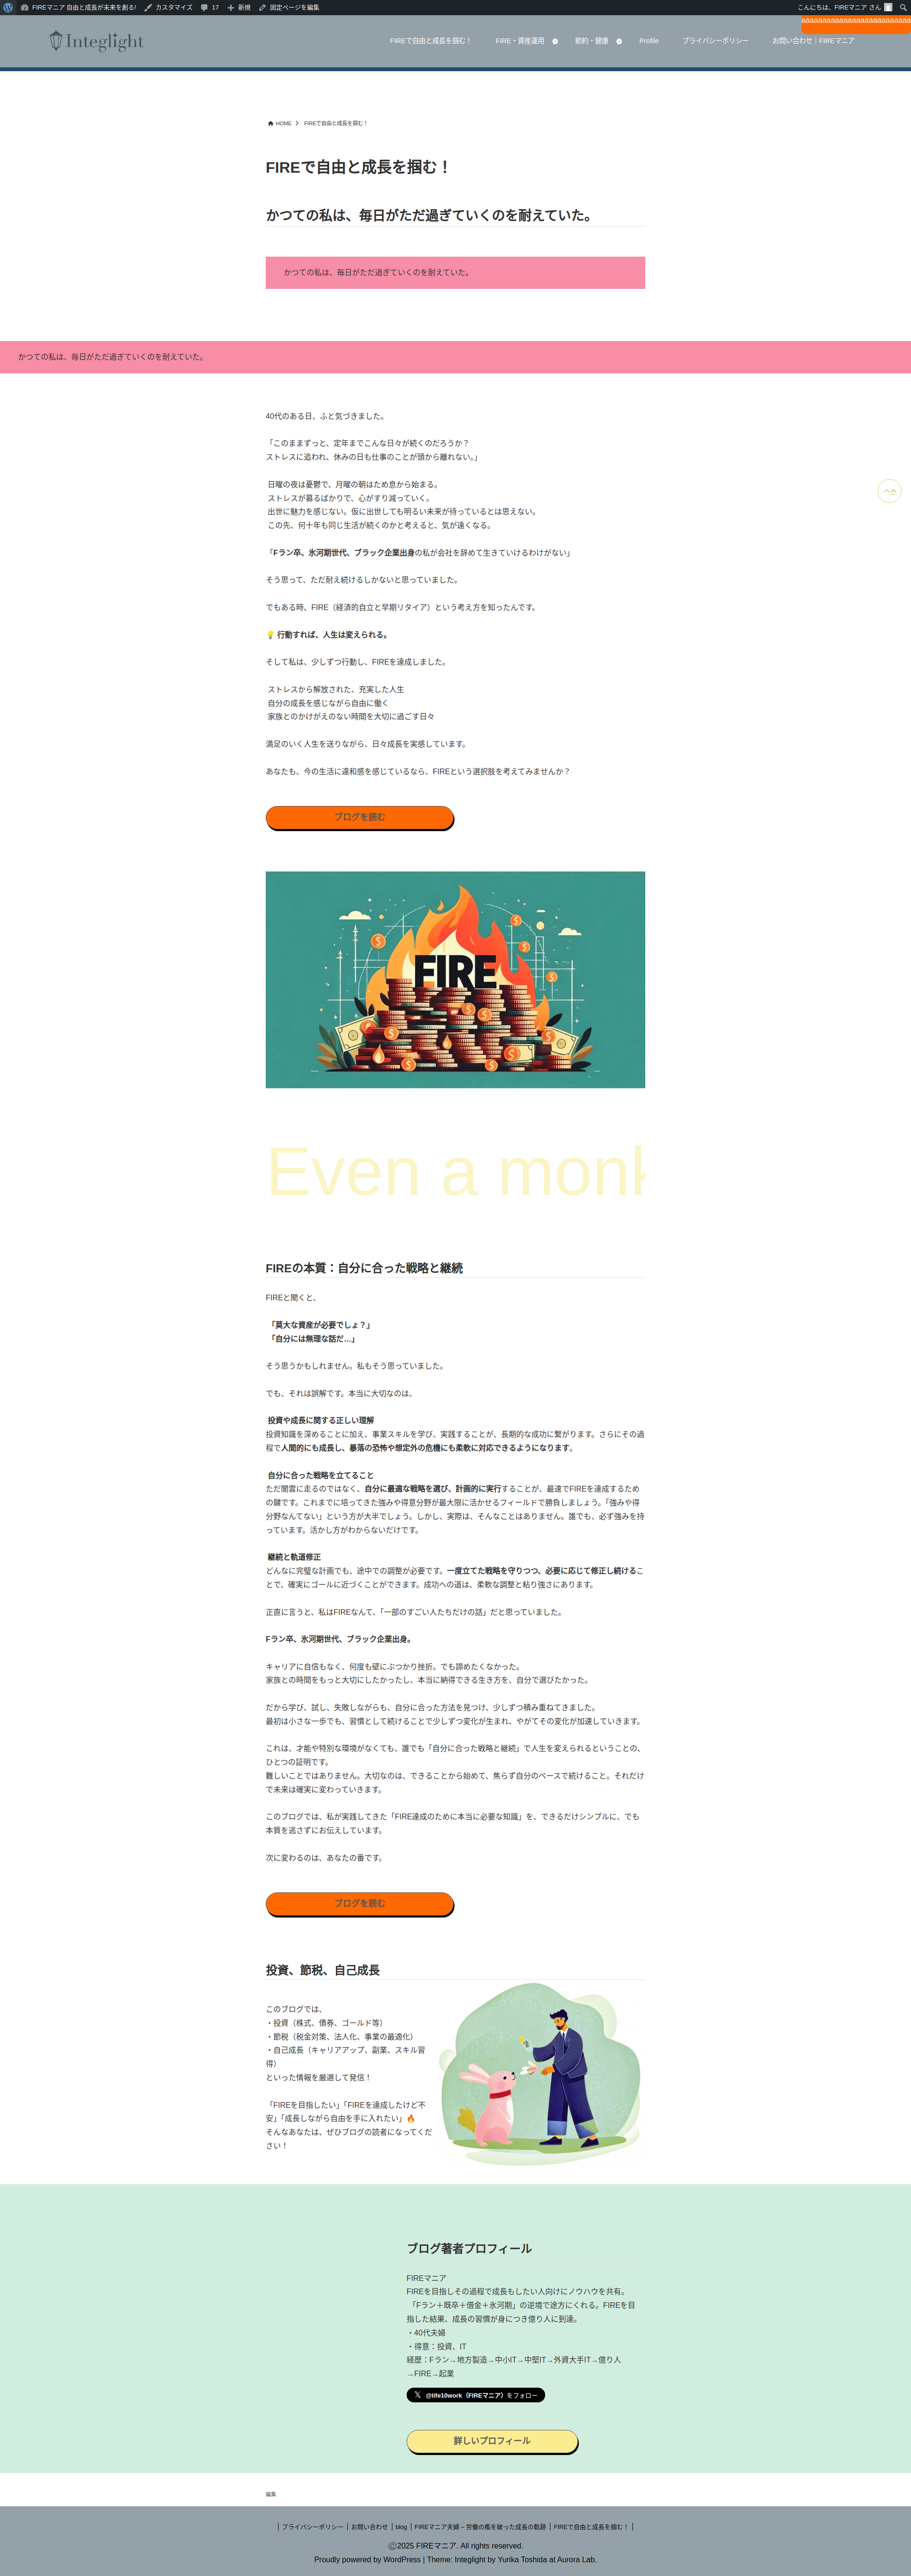 FIREマニア 自由と成長が未来を創る! カスタマイズ 17 新規 固定ページを編集 こんにちは、FIREマニア さん
Integlight FIREで自由と成長を掴む！ FIRE・資産運用 節約・健康 Profile プライバシーポリシー お問い合わせ｜FIREマニア
HOME FIREで自由と成長を掴む！
FIREで自由と成長を掴む！
かつての私は、毎日がただ過ぎていくのを耐えていた。
かつての私は、毎日がただ過ぎていくのを耐えていた。
かつての私は、毎日がただ過ぎていくのを耐えていた。
40代のある日、ふと気づきました。
「このままずっと、定年までこんな日々が続くのだろうか？
ストレスに追われ、休みの日も仕事のことが頭から離れない。」
日曜の夜は憂鬱で、月曜の朝はため息から始まる。
ストレスが募るばかりで、心がすり減っていく。
出世に魅力を感じない。仮に出世しても明るい未来が待っているとは思えない。
この先、何十年も同じ生活が続くのかと考えると、気が遠くなる。
「Fラン卒、氷河期世代、ブラック企業出身の私が会社を辞めて生きていけるわけがない」
そう思って、ただ耐え続けるしかないと思っていました。
でもある時、FIRE（経済的自立と早期リタイア）という考え方を知ったんです。
💡 行動すれば、人生は変えられる。
そして私は、少しずつ行動し、FIREを達成しました。
ストレスから解放された、充実した人生
自分の成長を感じながら自由に働く
家族とのかけがえのない時間を大切に過ごす日々
満足のいく人生を送りながら、日々成長を実感しています。
あなたも、今の生活に違和感を感じているなら、FIREという選択肢を考えてみませんか？
ブログを読む
FIRE
Even a monk
FIREの本質：自分に合った戦略と継続
FIREと聞くと、
「莫大な資産が必要でしょ？」
「自分には無理な話だ…」
そう思うかもしれません。私もそう思っていました。
でも、それは誤解です。本当に大切なのは、
投資や成長に関する正しい理解
投資知識を深めることに加え、事業スキルを学び、実践することが、長期的な成功に繋がります。さらにその過
程で人間的にも成長し、暴落の恐怖や想定外の危機にも柔軟に対応できるようになります。
自分に合った戦略を立てること
ただ闇雲に走るのではなく、自分に最適な戦略を選び、計画的に実行することが、最速でFIREを達成するため
の鍵です。これまでに培ってきた強みや得意分野が最大限に活かせるフィールドで勝負しましょう。「強みや得
分野なんてない」という方が大半でしょう。しかし、実際は、そんなことはありません。誰でも、必ず強みを持
っています。活かし方がわからないだけです。
継続と軌道修正
どんなに完璧な計画でも、途中での調整が必要です。一度立てた戦略を守りつつ、必要に応じて修正し続けるこ
とで、確実にゴールに近づくことができます。成功への道は、柔軟な調整と粘り強さにあります。
正直に言うと、私はFIREなんて、「一部のすごい人たちだけの話」だと思っていました。
Fラン卒、氷河期世代、ブラック企業出身。
キャリアに自信もなく、何度も壁にぶつかり挫折。でも諦めたくなかった。
家族との時間をもっと大切にしたかったし、本当に納得できる生き方を、自分で選びたかった。
だから学び、試し、失敗しながらも、自分に合った方法を見つけ、少しずつ積み重ねてきました。
最初は小さな一歩でも、習慣として続けることで少しずつ変化が生まれ、やがてその変化が加速していきます。
これは、才能や特別な環境がなくても、誰でも「自分に合った戦略と継続」で人生を変えられるということの、
ひとつの証明です。
難しいことではありません。大切なのは、できることから始めて、焦らず自分のペースで続けること。それだけ
で未来は確実に変わっていきます。
このブログでは、私が実践してきた「FIRE達成のために本当に必要な知識」を、できるだけシンプルに、でも
本質を逃さずにお伝えしています。
次に変わるのは、あなたの番です。
ブログを読む
投資、節税、自己成長
このブログでは、
・投資（株式、債券、ゴールド等）
・節税（税金対策、法人化、事業の最適化）
・自己成長（キャリアアップ、副業、スキル習
得）
といった情報を厳選して発信！
「FIREを目指したい」「FIREを達成したけど不
安」「成長しながら自由を手に入れたい」🔥
そんなあなたは、ぜひブログの読者になってくだ
さい！
ブログ著者プロフィール
FIREマニア
FIREを目指しその過程で成長もしたい人向けにノウハウを共有。
「Fラン＋既卒＋借金＋氷河期」の逆境で途方にくれる。FIREを目
指した結果、成長の習慣が身につき億り人に到達。
・40代夫婦
・得意：投資、IT
経歴：Fラン→地方製造→中小IT→中堅IT→外資大手IT→億り人
→FIRE→起業
𝕏 @life10work（FIREマニア）をフォロー
詳しいプロフィール
編集
プライバシーポリシー お問い合わせ blog FIREマニア夫婦 – 労働の檻を破った成長の軌跡 FIREで自由と成長を掴む！
©2025 FIREマニア. All rights reserved.
Proudly powered by WordPress | Theme: Integlight by Yurika Toshida at Aurora Lab.